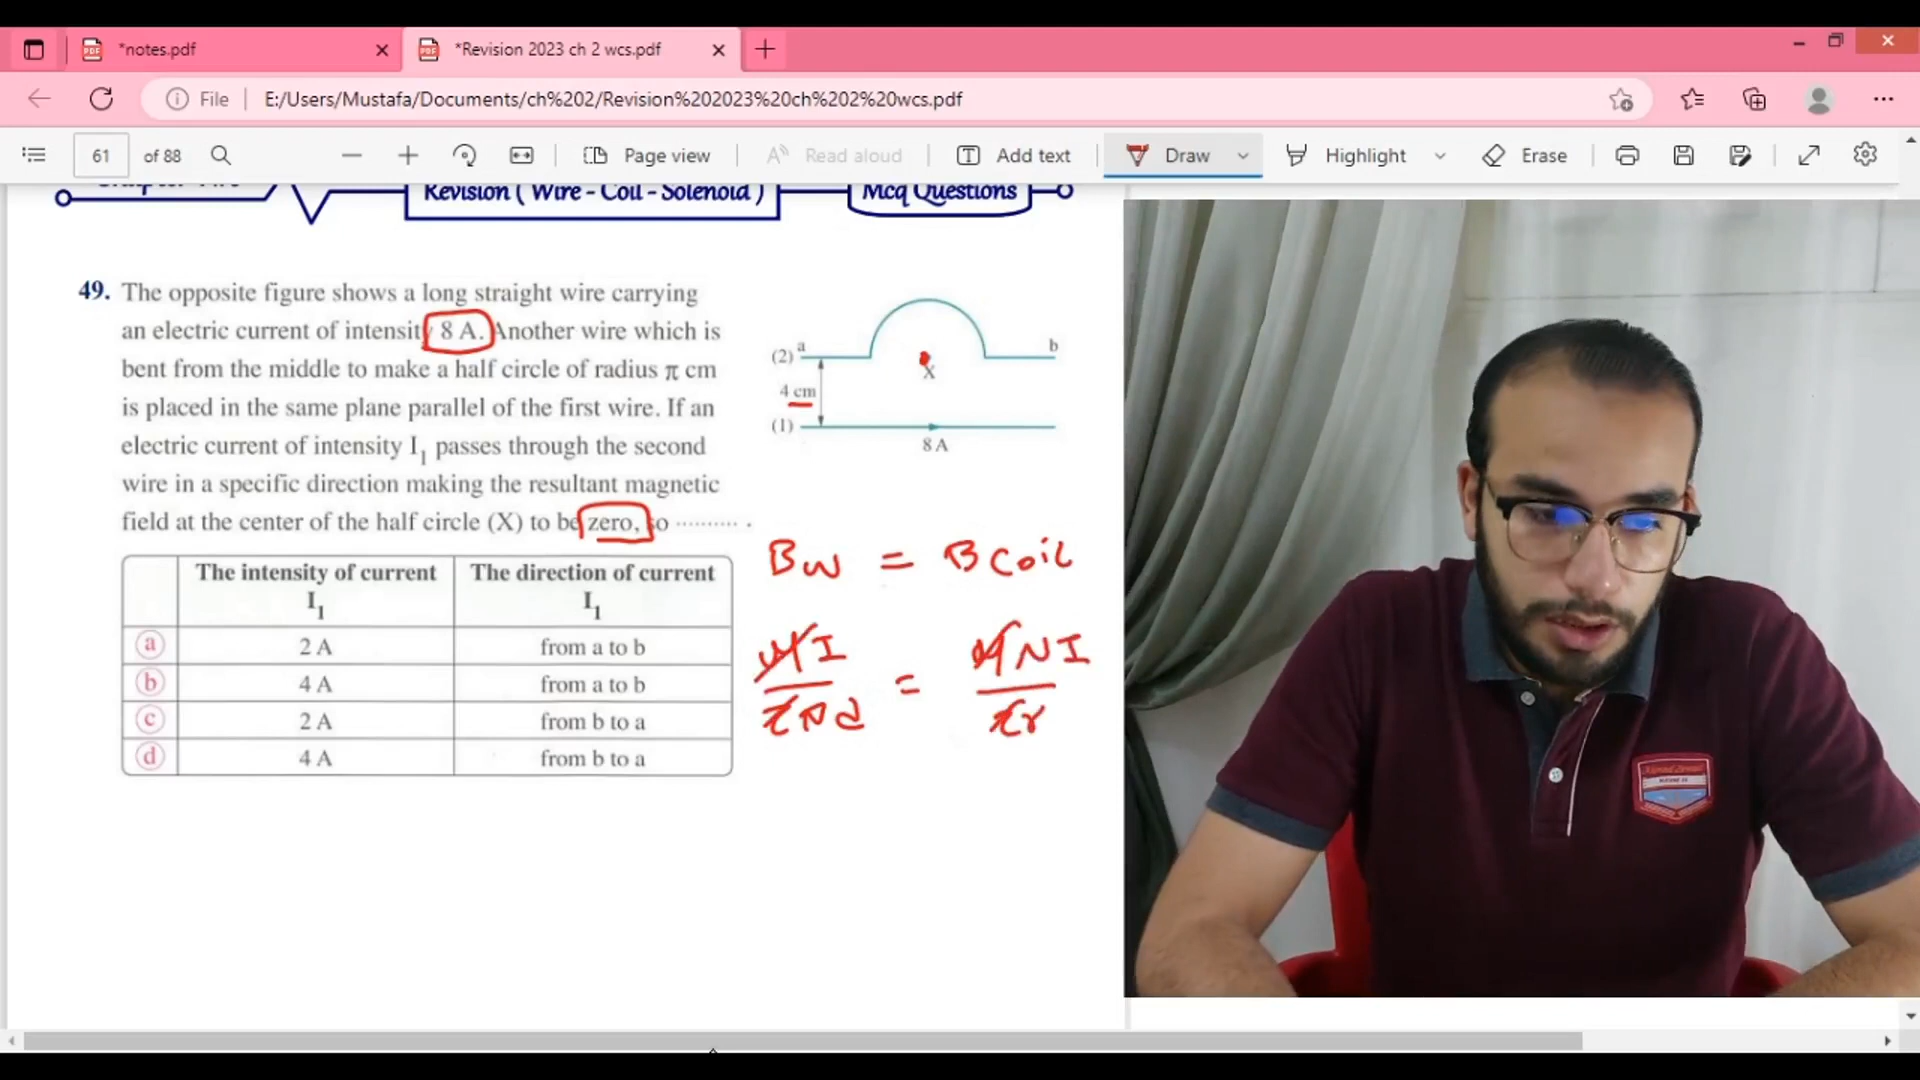 *notes.pdf
*Revision 2023 ch 2 wcs.pdf
File
E:/Users/Mustafa/Documents/ch%202/Revision%202023%20ch%202%20wcs.pdf
61 of 88
Page view
Read aloud
Add text
Draw
Highlight
Erase
Revision ( Wire - Coil - Solenoid )
Mcq Questions
49. The opposite figure shows a long straight wire carrying
an electric current of intensity 8 A. Another wire which is
bent from the middle to make a half circle of radius π cm
is placed in the same plane parallel of the first wire. If an
electric current of intensity I₁ passes through the second
wire in a specific direction making the resultant magnetic
field at the center of the half circle (X) to be zero, so .......... .
(2) a b
X
4 cm
(1)
8 A
The intensity of current I₁ The direction of current I₁
a 2 A from a to b
b 4 A from a to b
c 2 A from b to a
d 4 A from b to a
Bw = B Coil
μI / 2πd = μNI / 2r